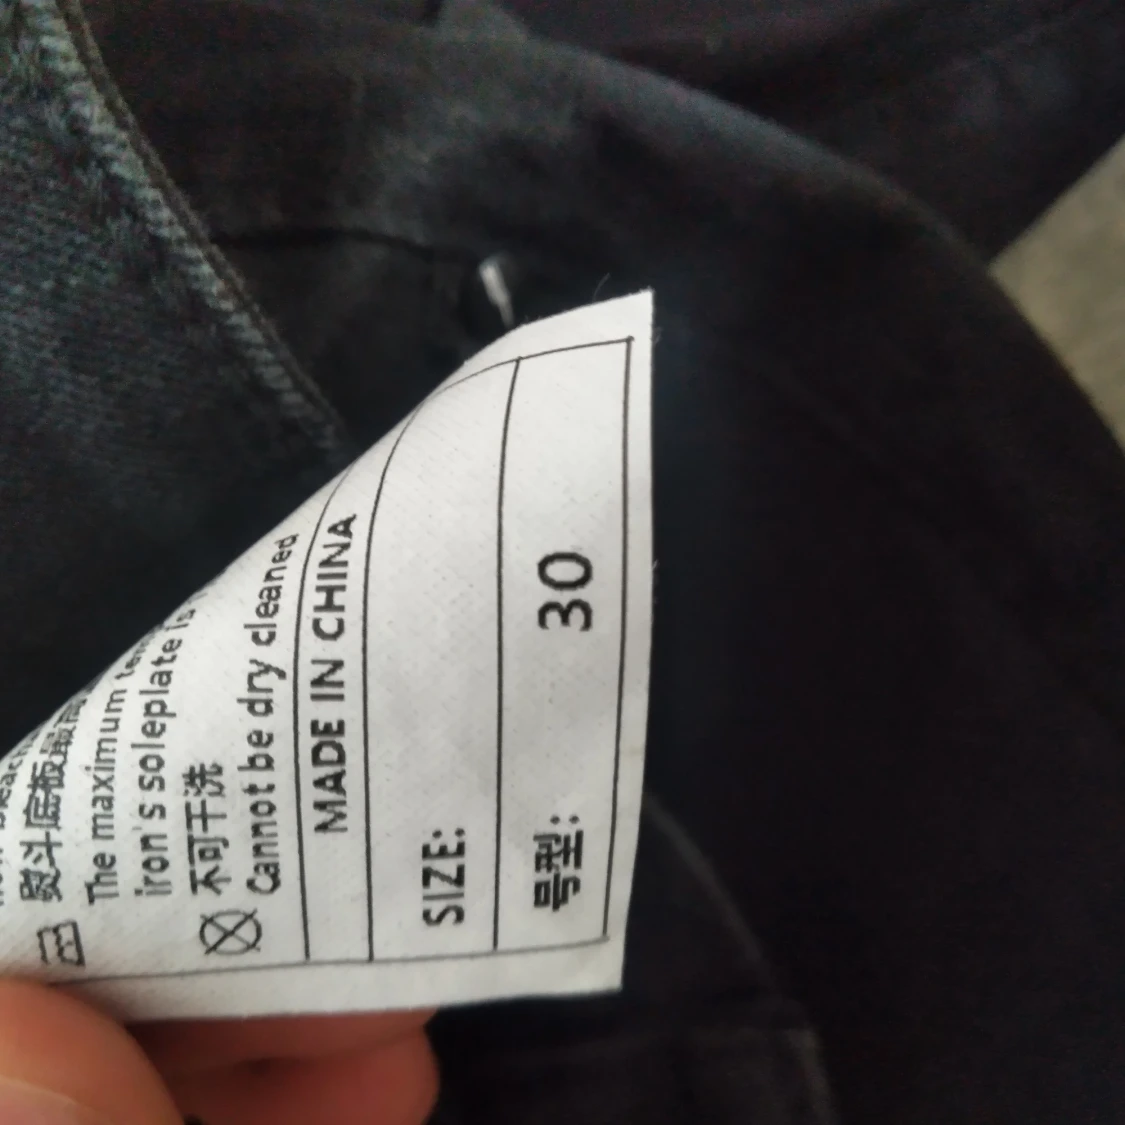 熨斗底板最高
The maximum
iron's soleplate is
不可干洗
Cannot be dry cleaned
MADE IN CHINA
SIZE:
号型: 30